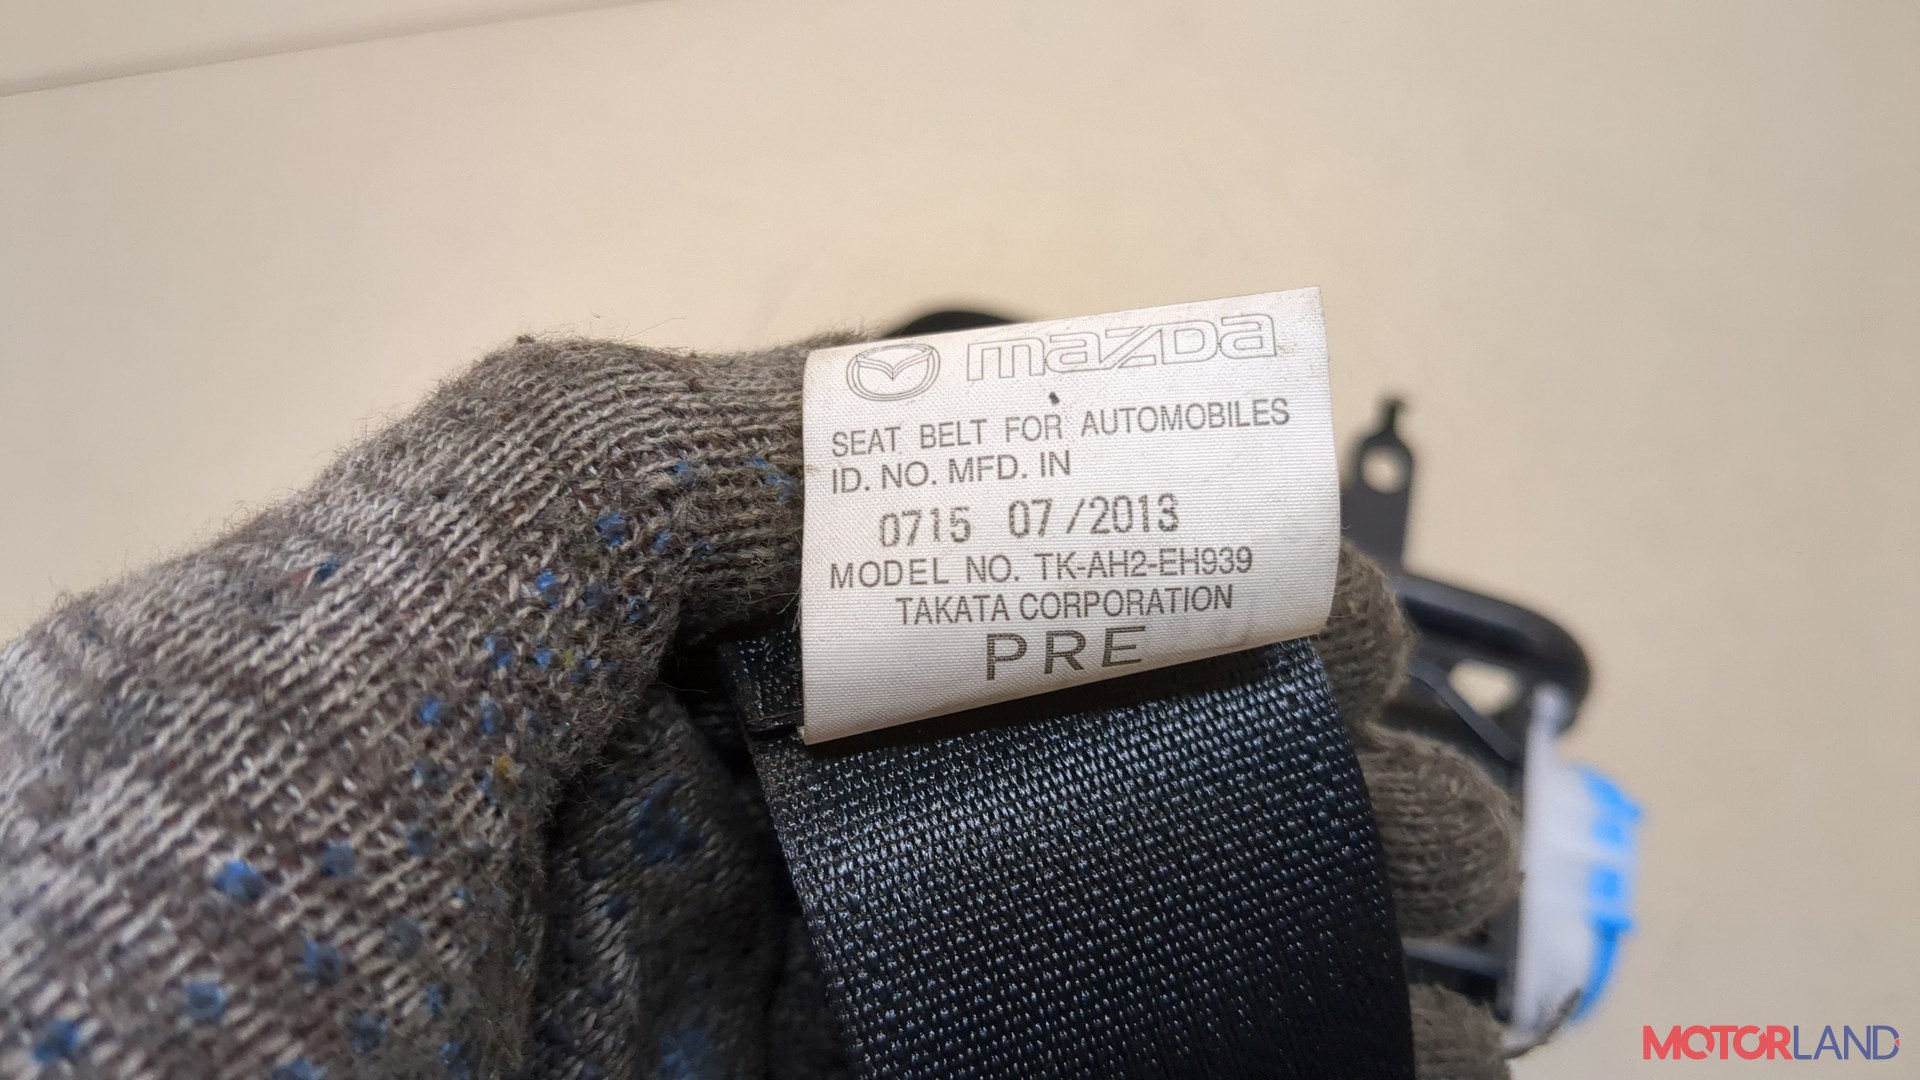 mazda
SEAT BELT FOR AUTOMOBILES
ID. NO. MFD. IN
0715 07/2013
MODEL NO. TK-AH2-EH939
TAKATA CORPORATION
PRE
MOTORLAND